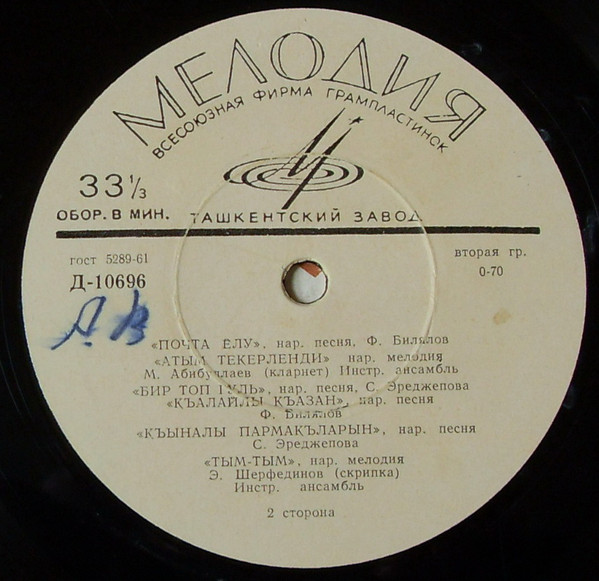 МЕЛОДИЯ
ВСЕСОЮЗНАЯ ФИРМА ГРАМПЛАСТИНОК
33 1/3
ОБОР. В МИН.
ТАШКЕНТСКИЙ ЗАВОД
гост 5289-61
Д-10696
вторая гр.
0-70
«ПОЧТА ЕЛУ», нар. песня, Ф. Билялов
«АТЫМ ТЕКЕРЛЕНДИ» нар. мелодия
М. Абибуллаев (кларнет) Инстр. ансамбль
«БИР ТОП ГУЛЬ», нар. песня, С. Эреджепова
«КЪАЛАЙЛЫ КЪАЗАН», нар. песня
Ф. Билялов
«КЪЫНАЛЫ ПАРМАКЪЛАРЫН», нар. песня
С. Эреджепова
«ТЫМ-ТЫМ», нар. мелодия
Э. Шерфединов (скрипка)
Инстр. ансамбль
2 сторона